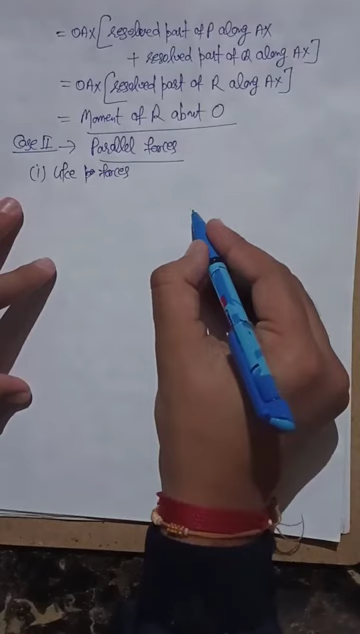 = OA×[resolved part of P along AX
+ resolved part of Q along AX]
= OA×[resolved part of R along AX]
= Moment of R about O
Case II → Parallel forces
(i) Like forces